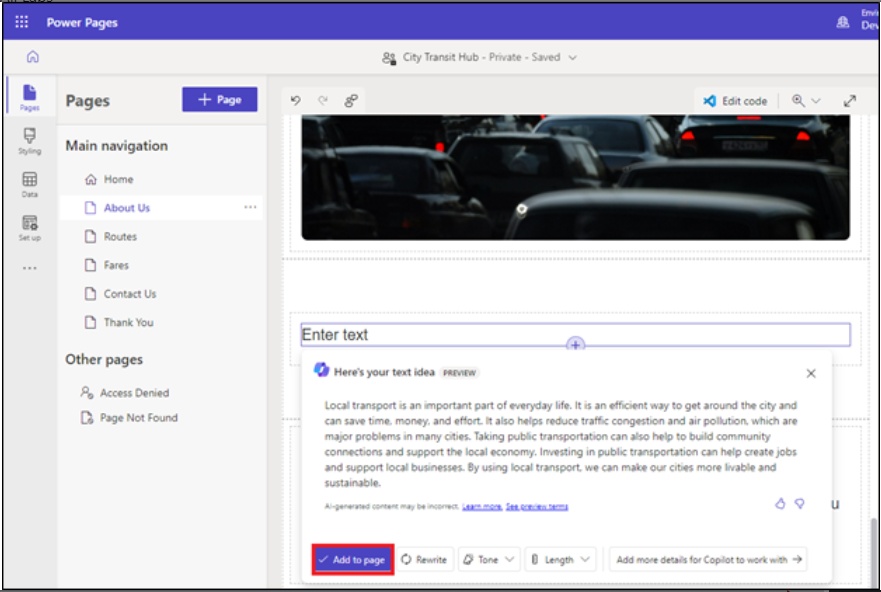 Power Pages
Envi
Dev
City Transit Hub - Private - Saved
Pages
Styling
Data
Set up
Pages
+ Page
Main navigation
Home
About Us
Routes
Fares
Contact Us
Thank You
Other pages
Access Denied
Page Not Found
Edit code
Enter text
Here's your text idea PREVIEW
Local transport is an important part of everyday life. It is an efficient way to get around the city and
can save time, money, and effort. It also helps reduce traffic congestion and air pollution, which are
major problems in many cities. Taking public transportation can also help to build community
connections and support the local economy. Investing in public transportation can help create jobs
and support local businesses. By using local transport, we can make our cities more livable and
sustainable.
AI-generated content may be incorrect. Learn more. See preview terms
u
Add to page Rewrite Tone Length Add more details for Copilot to work with →